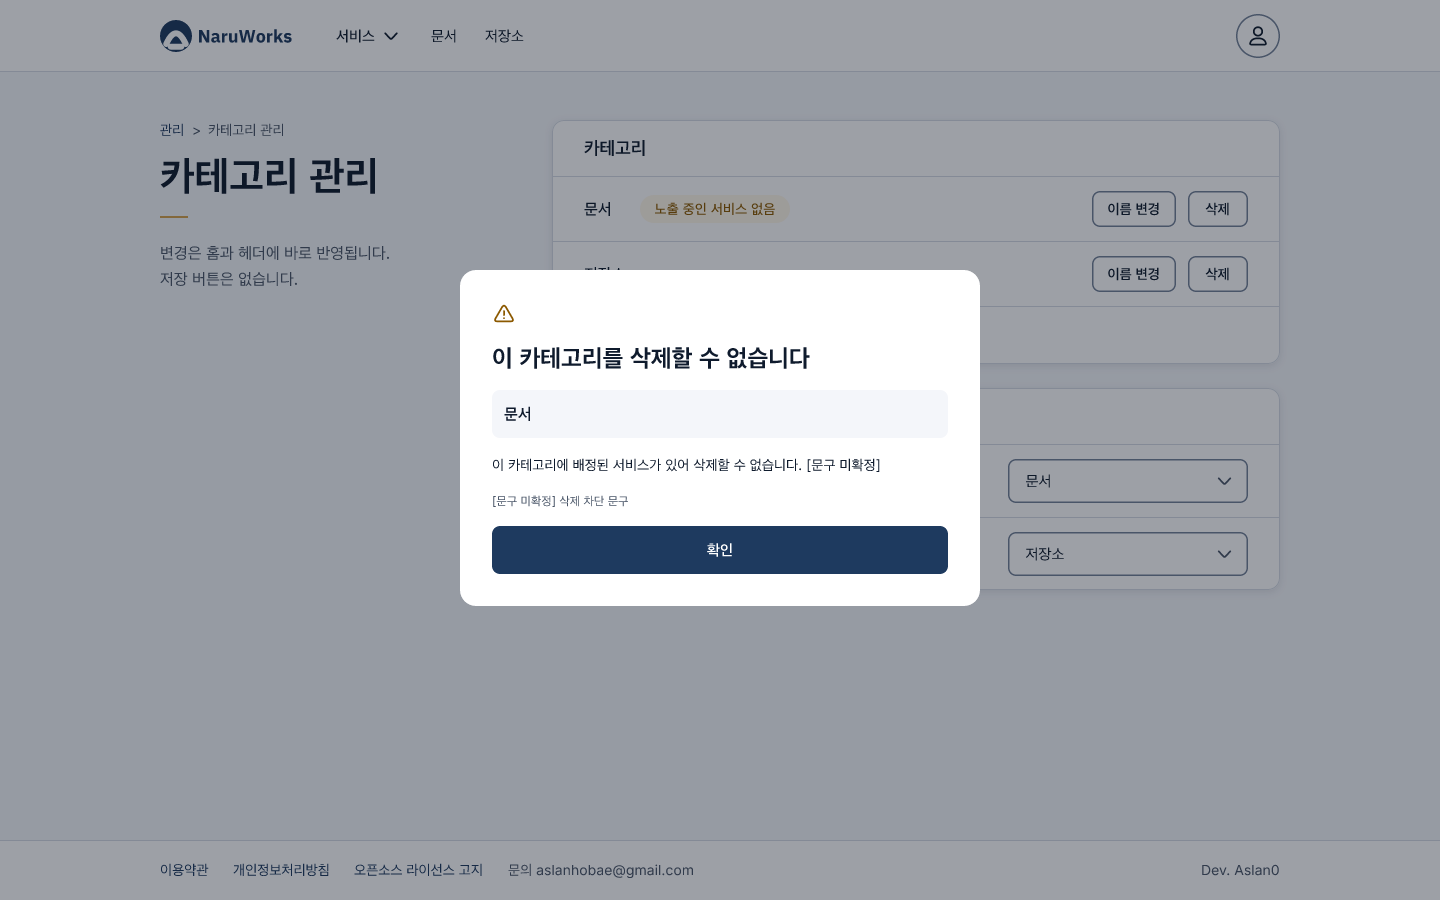 NaruWorks
서비스
문서
저장소
관리 > 카테고리 관리
카테고리 관리
변경은 홈과 헤더에 바로 반영됩니다.
저장 버튼은 없습니다.
카테고리
문서
노출 중인 서비스 없음
이름 변경
삭제
이름 변경
삭제
이 카테고리를 삭제할 수 없습니다
문서
이 카테고리에 배정된 서비스가 있어 삭제할 수 없습니다. [문구 미확정]
[문구 미확정] 삭제 차단 문구
확인
문서
저장소
이용약관
개인정보처리방침
오픈소스 라이선스 고지
문의 aslanhobae@gmail.com
Dev. Aslan0